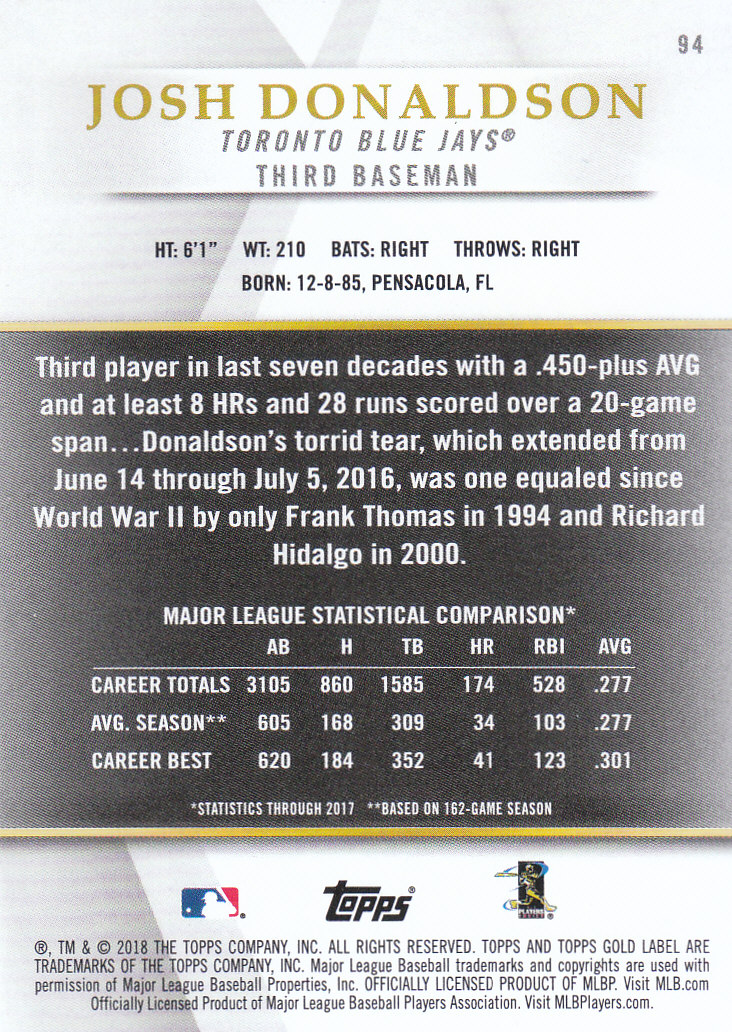 94
JOSH DONALDSON
TORONTO BLUE JAYS®
THIRD BASEMAN
HT: 6'1" WT: 210 BATS: RIGHT THROWS: RIGHT
BORN: 12-8-85, PENSACOLA, FL
Third player in last seven decades with a .450-plus AVG
and at least 8 HRs and 28 runs scored over a 20-game
span...Donaldson's torrid tear, which extended from
June 14 through July 5, 2016, was one equaled since
World War II by only Frank Thomas in 1994 and Richard
Hidalgo in 2000.
MAJOR LEAGUE STATISTICAL COMPARISON*
AB H TB HR RBI AVG
CAREER TOTALS 3105 860 1585 174 528 .277
AVG. SEASON** 605 168 309 34 103 .277
CAREER BEST 620 184 352 41 123 .301
*STATISTICS THROUGH 2017 **BASED ON 162-GAME SEASON
Topps®
PLAYERS
®, TM & © 2018 THE TOPPS COMPANY, INC. ALL RIGHTS RESERVED. TOPPS AND TOPPS GOLD LABEL ARE
TRADEMARKS OF THE TOPPS COMPANY, INC. Major League Baseball trademarks and copyrights are used with
permission of Major League Baseball Properties, Inc. OFFICIALLY LICENSED PRODUCT OF MLBP. Visit MLB.com
Officially Licensed Product of Major League Baseball Players Association. Visit MLBPlayers.com.